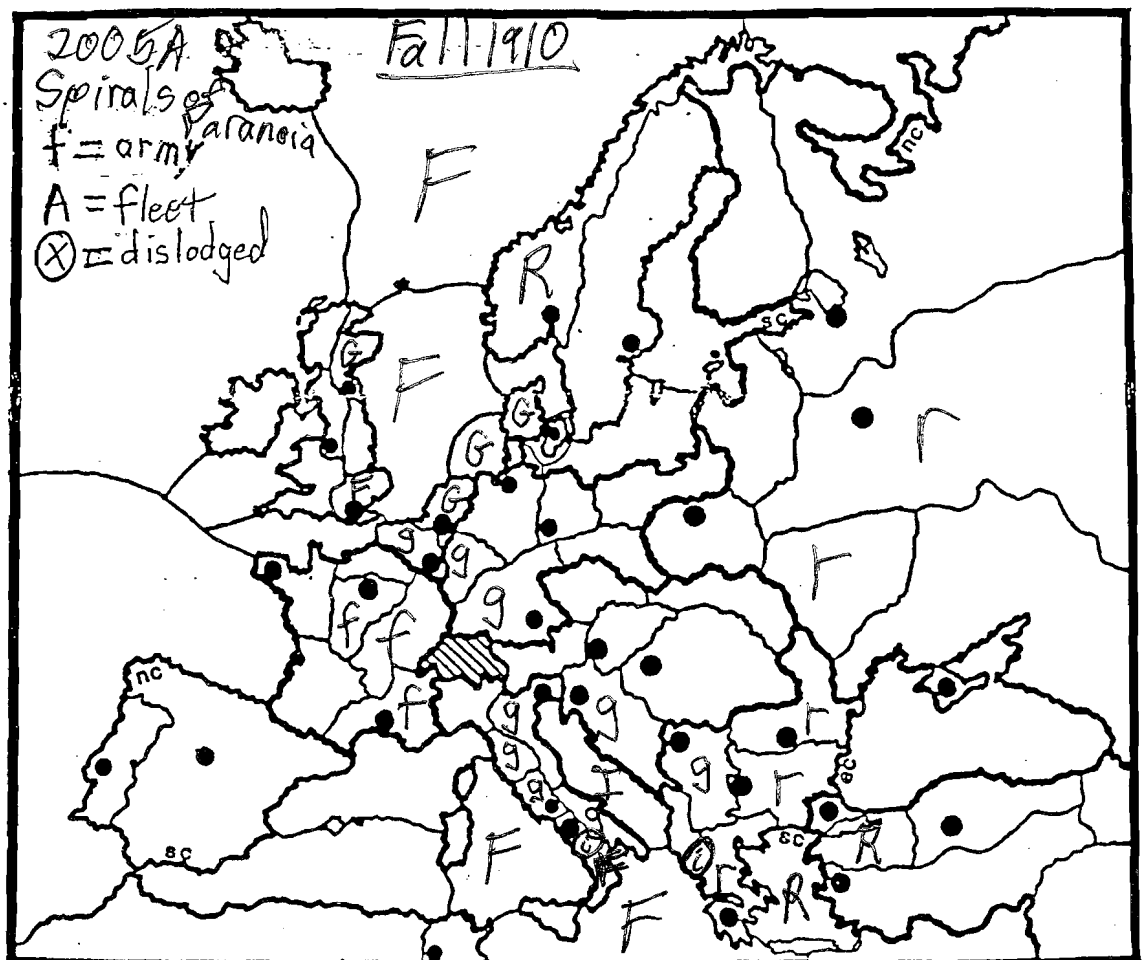 2005A
Fall 1910
Spirals of
Paranoia
f = army
A = fleet
X = dislodged
nc
F
R
sc
G
F
G
G
r
F
G
g
g
r
g
f
f
nc
f
g
g
r
g
g
r
ec
g
I
sc
F
i
r
R
sc
R
F